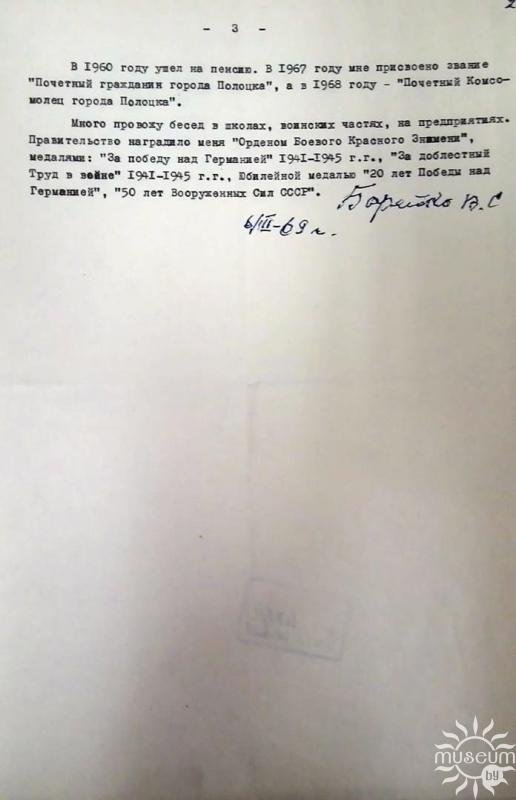 2
- 3 -
В 1960 году ушел на пенсию. В 1967 году мне присвоено звание
"Почетный гражданин города Полоцка", а в 1968 году - "Почетный Комсо-
молец города Полоцка".
Много провожу бесед в школах, воинских частях, на предприятиях.
Правительство наградило меня "Орденом Боевого Красного Знимени",
медалями: "За победу над Германией" 1941-1945 г.г., "За доблестный
Труд в войне" 1941-1945 г.г., Юбилейной медалью "20 лет Победы над
Германией", "50 лет Вооруженных Сил СССР".
В. С
6/III-69 г.
museum
by